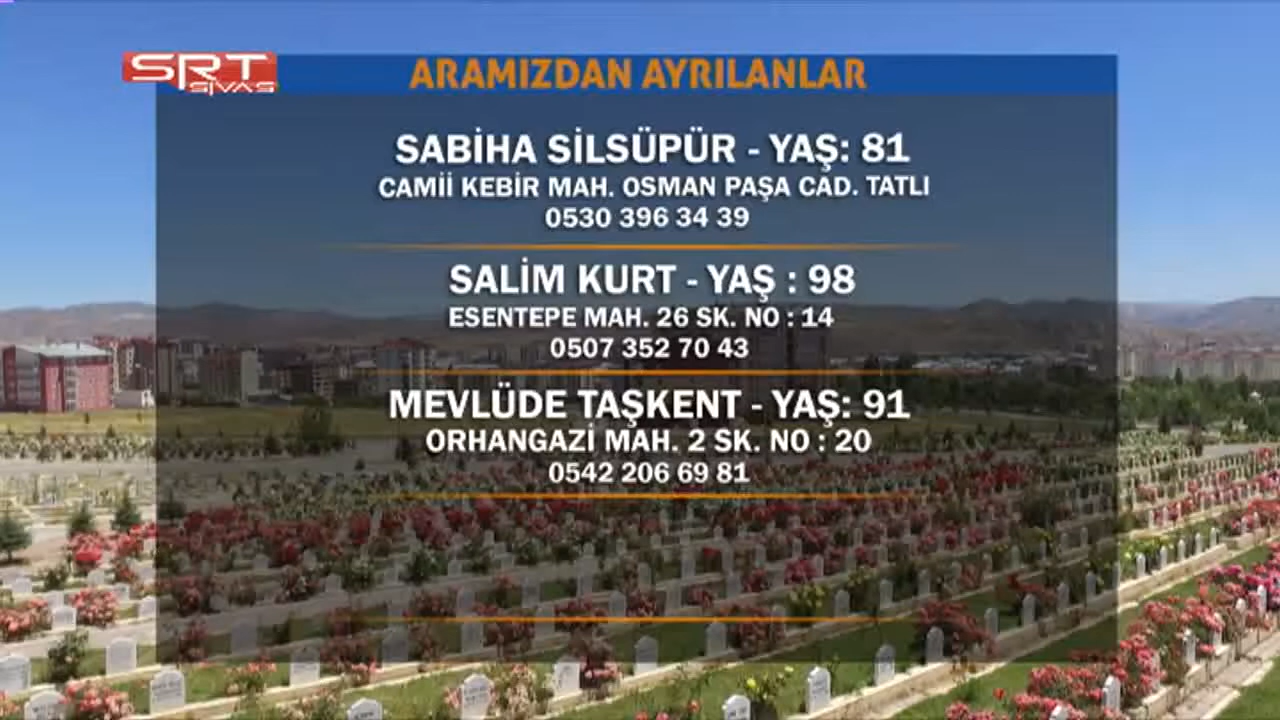 SRT
SİVAS
ARAMIZDAN AYRILANLAR
SABİHA SİLSÜPÜR - YAŞ: 81
CAMİİ KEBİR MAH. OSMAN PAŞA CAD. TATLI
0530 396 34 39
SALİM KURT - YAŞ : 98
ESENTEPE MAH. 26 SK. NO : 14
0507 352 70 43
MEVLÜDE TAŞKENT - YAŞ: 91
ORHANGAZİ MAH. 2 SK. NO : 20
0542 206 69 81